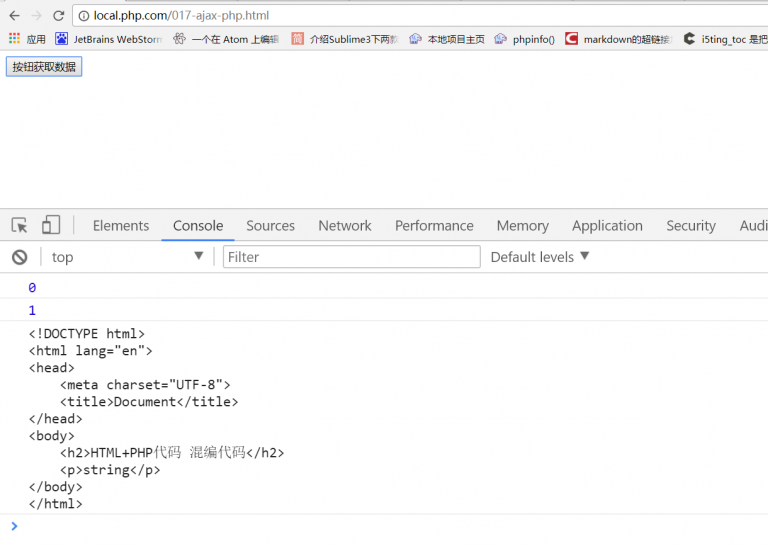 local.php.com/017-ajax-php.html
应用 JetBrains WebStorm 一个在 Atom 上编辑 介绍Sublime3下两款 本地项目主页 phpinfo() markdown的超链接 i5ting_toc 是把
按钮获取数据
Elements Console Sources Network Performance Memory Application Security Audi
top Filter Default levels
0
1
<!DOCTYPE html>
<html lang="en">
<head>
    <meta charset="UTF-8">
    <title>Document</title>
</head>
<body>
    <h2>HTML+PHP代码 混编代码</h2>
    <p>string</p>
</body>
</html>